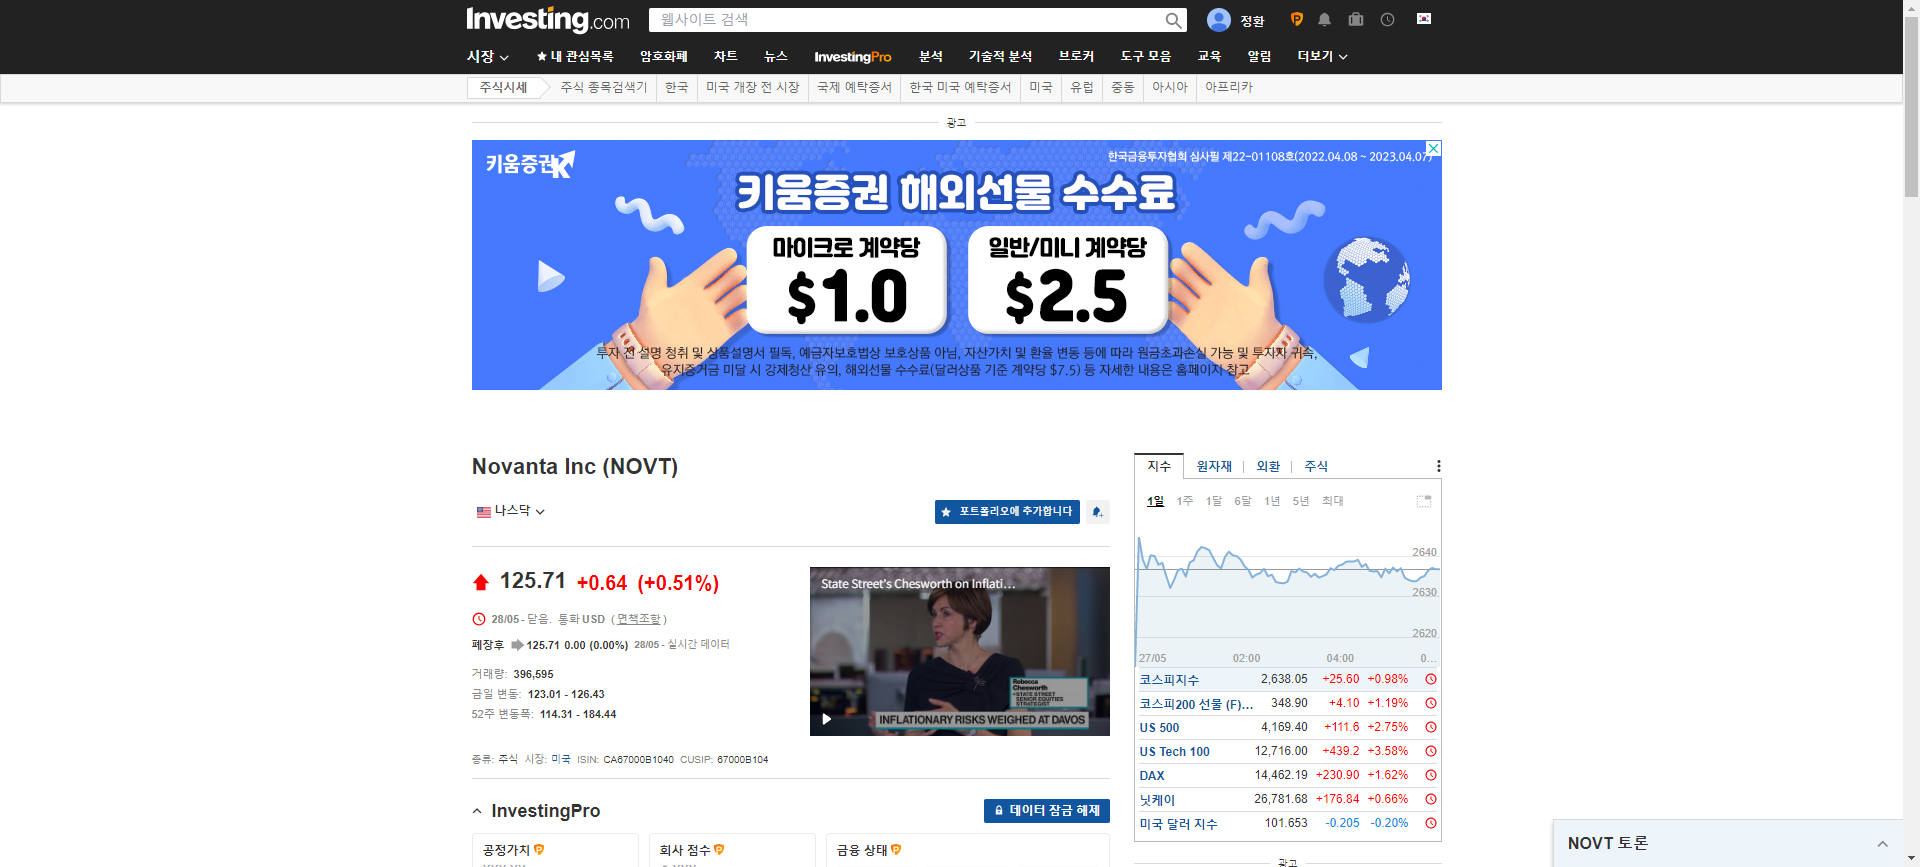 Investing.com
웹사이트 검색
정환
시장
내 관심목록
암호화폐
차트
뉴스
InvestingPro
분석
기술적 분석
브로커
도구 모음
교육
알림
더보기
주식시세
주식 종목검색기
한국
미국 개장 전 시장
국제 예탁증서
한국 미국 예탁증서
미국
유럽
중동
아시아
아프리카
광고
키움증권
한국금융투자협회 심사필 제22-01108호(2022.04.08 ~ 2023.04.07)
키움증권 해외선물 수수료
마이크로 계약당
$1.0
일반/미니 계약당
$2.5
투자 전 설명 청취 및 상품설명서 필독, 예금자보호법상 보호상품 아님, 자산가치 및 환율 변동 등에 따라 원금초과손실 가능 및 투자자 귀속,
유지증거금 미달 시 강제청산 유의, 해외선물 수수료(달러상품 기준 계약당 $7.5) 등 자세한 내용은 홈페이지 참고
Novanta Inc (NOVT)
나스닥
포트폴리오에 추가합니다
125.71 +0.64 (+0.51%)
28/05 - 닫음. 통화 USD ( 면책조항 )
폐장후 125.71 0.00 (0.00%) 28/05 - 실시간 데이터
거래량: 396,595
금일 변동: 123.01 - 126.43
52주 변동폭: 114.31 - 184.44
State Street's Chesworth on Inflati...
Rebecca
Chesworth
STATE STREET
SENIOR EQUITIES
STRATEGIST
INFLATIONARY RISKS WEIGHED AT DAVOS
종류: 주식 시장: 미국 ISIN: CA67000B1040 CUSIP: 67000B104
InvestingPro
데이터 잠금 해제
공정가치
회사 점수
금융 상태
지수
원자재
외환
주식
1일 1주 1달 6달 1년 5년 최대
2640
2630
2620
27/05 02:00 04:00 0...
코스피지수 2,638.05 +25.60 +0.98%
코스피200 선물 (F)... 348.90 +4.10 +1.19%
US 500 4,169.40 +111.6 +2.75%
US Tech 100 12,716.00 +439.2 +3.58%
DAX 14,462.19 +230.90 +1.62%
닛케이 26,781.68 +176.84 +0.66%
미국 달러 지수 101.653 -0.205 -0.20%
광고
NOVT 토론